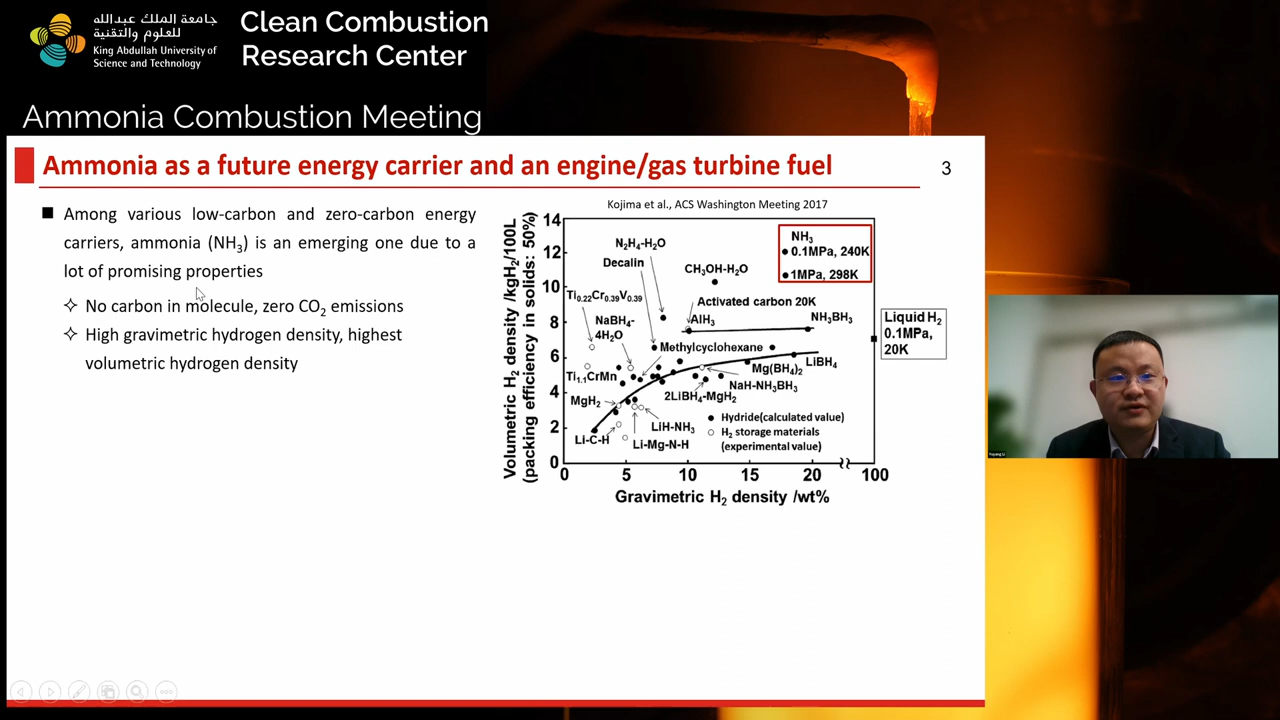 جامعة الملك عبدالله
للعلوم والتقنية
King Abdullah University of
Science and Technology
Clean Combustion
Research Center
Ammonia Combustion Meeting
Ammonia as a future energy carrier and an engine/gas turbine fuel
3
■ Among various low-carbon and zero-carbon energy
carriers, ammonia (NH₃) is an emerging one due to a
lot of promising properties
✧ No carbon in molecule, zero CO₂ emissions
✧ High gravimetric hydrogen density, highest
volumetric hydrogen density
Kojima et al., ACS Washington Meeting 2017
Volumetric H₂ density /kgH₂/100L
(packing efficiency in solids: 50%)
14
12
10
8
6
4
2
0
N₂H₄-H₂O
Decalin
Ti₀.₂₂Cr₀.₃₉V₀.₃₉
NaBH₄-
4H₂O
Ti₁.₁CrMn
MgH₂
Li-C-H
CH₃OH-H₂O
Activated carbon 20K
AlH₃
NH₃BH₃
Methylcyclohexane
Mg(BH₄)₂
LiBH₄
NaH-NH₃BH₃
2LiBH₄-MgH₂
LiH-NH₃
Li-Mg-N-H
NH₃
0.1MPa, 240K
1MPa, 298K
Liquid H₂
0.1MPa,
20K
Hydride(calculated value)
H₂ storage materials
(experimental value)
0 5 10 15 20 100
Gravimetric H₂ density /wt%
Yuyang Li